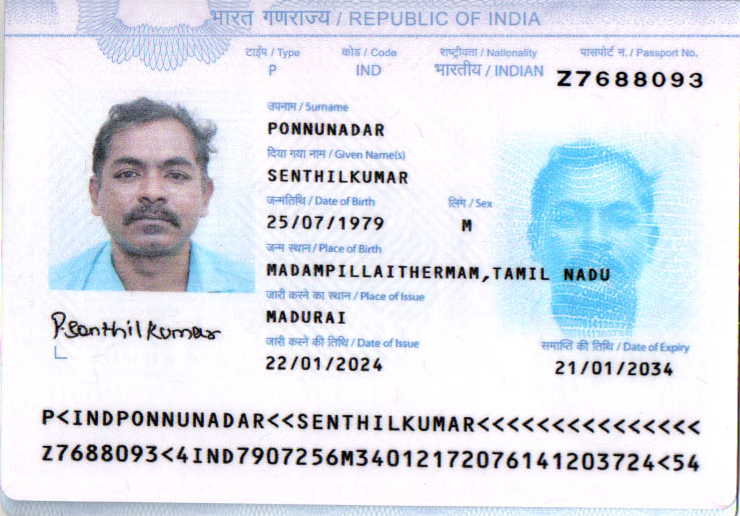 भारत गणराज्य / REPUBLIC OF INDIA
टाईप / Type कोड / Code राष्ट्रीयता / Nationality पासपोर्ट न. / Passport No.
P IND भारतीय / INDIAN Z7688093
उपनाम / Surname
PONNUNADAR
दिया गया नाम / Given Name(s)
SENTHILKUMAR
जन्मतिथि / Date of Birth लिंग / Sex
25/07/1979 M
जन्म स्थान / Place of Birth
MADAMPILLAITHERMAM,TAMIL NADU
जारी करने का स्थान / Place of Issue
MADURAI
P.Senthil Kumar
जारी करने की तिथि / Date of Issue समाप्ति की तिथि / Date of Expiry
22/01/2024 21/01/2034
P<INDPONNUNADAR<<SENTHILKUMAR<<<<<<<<<<<<<<<
Z7688093<4IND7907256M34012172076141203724<54